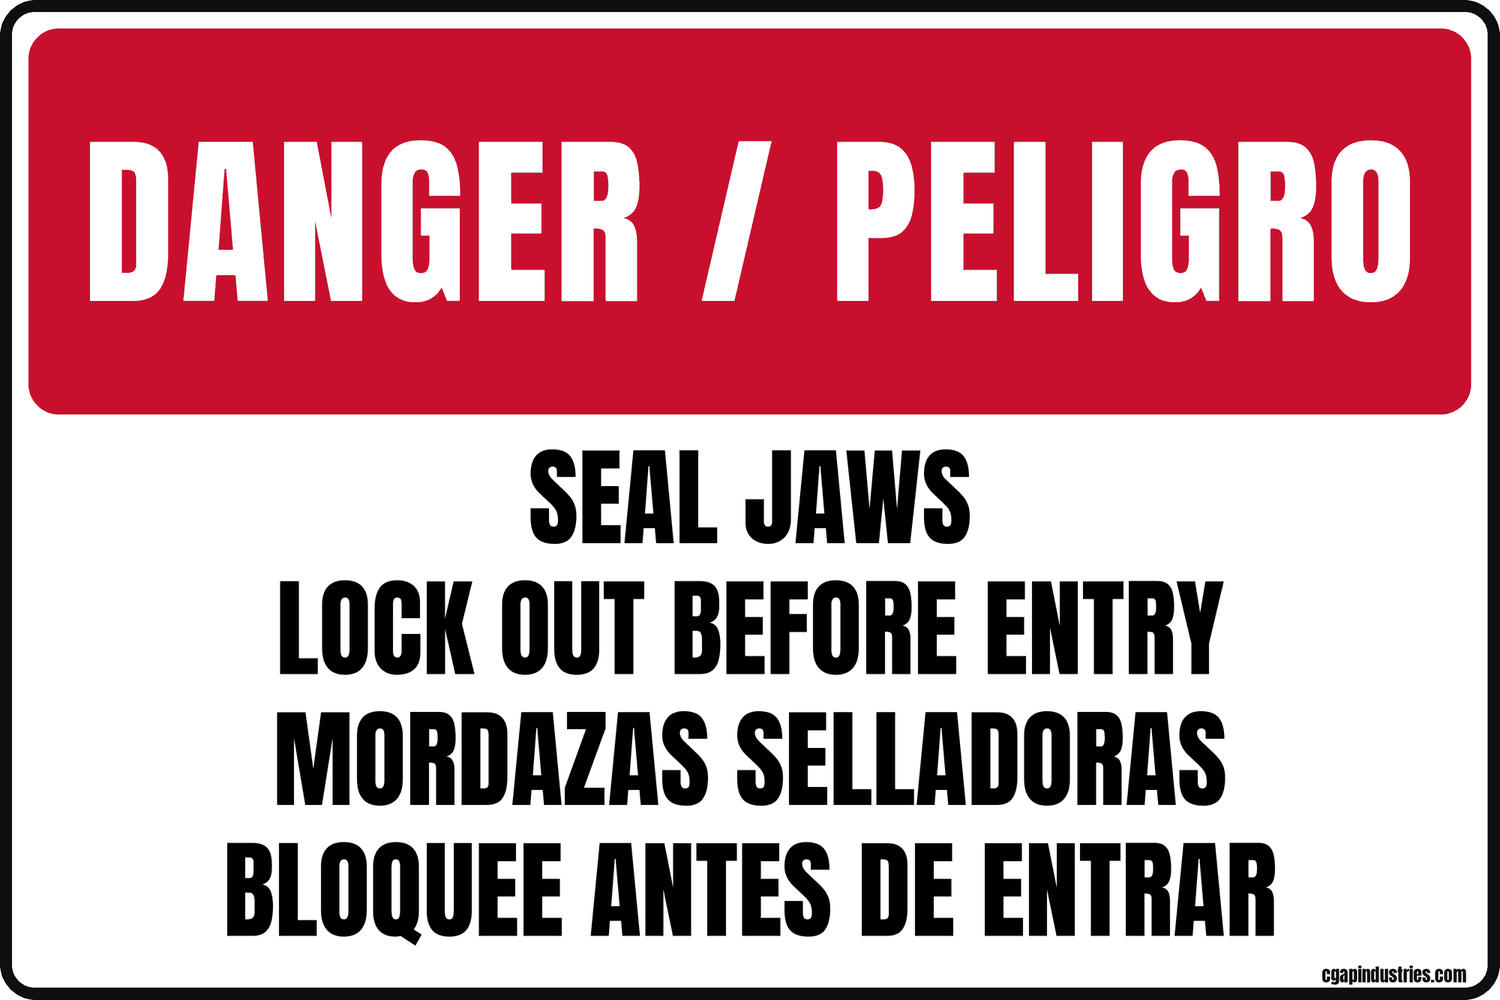 DANGER / PELIGRO
SEAL JAWS
LOCK OUT BEFORE ENTRY
MORDAZAS SELLADORAS
BLOQUEE ANTES DE ENTRAR
cgapindustries.com